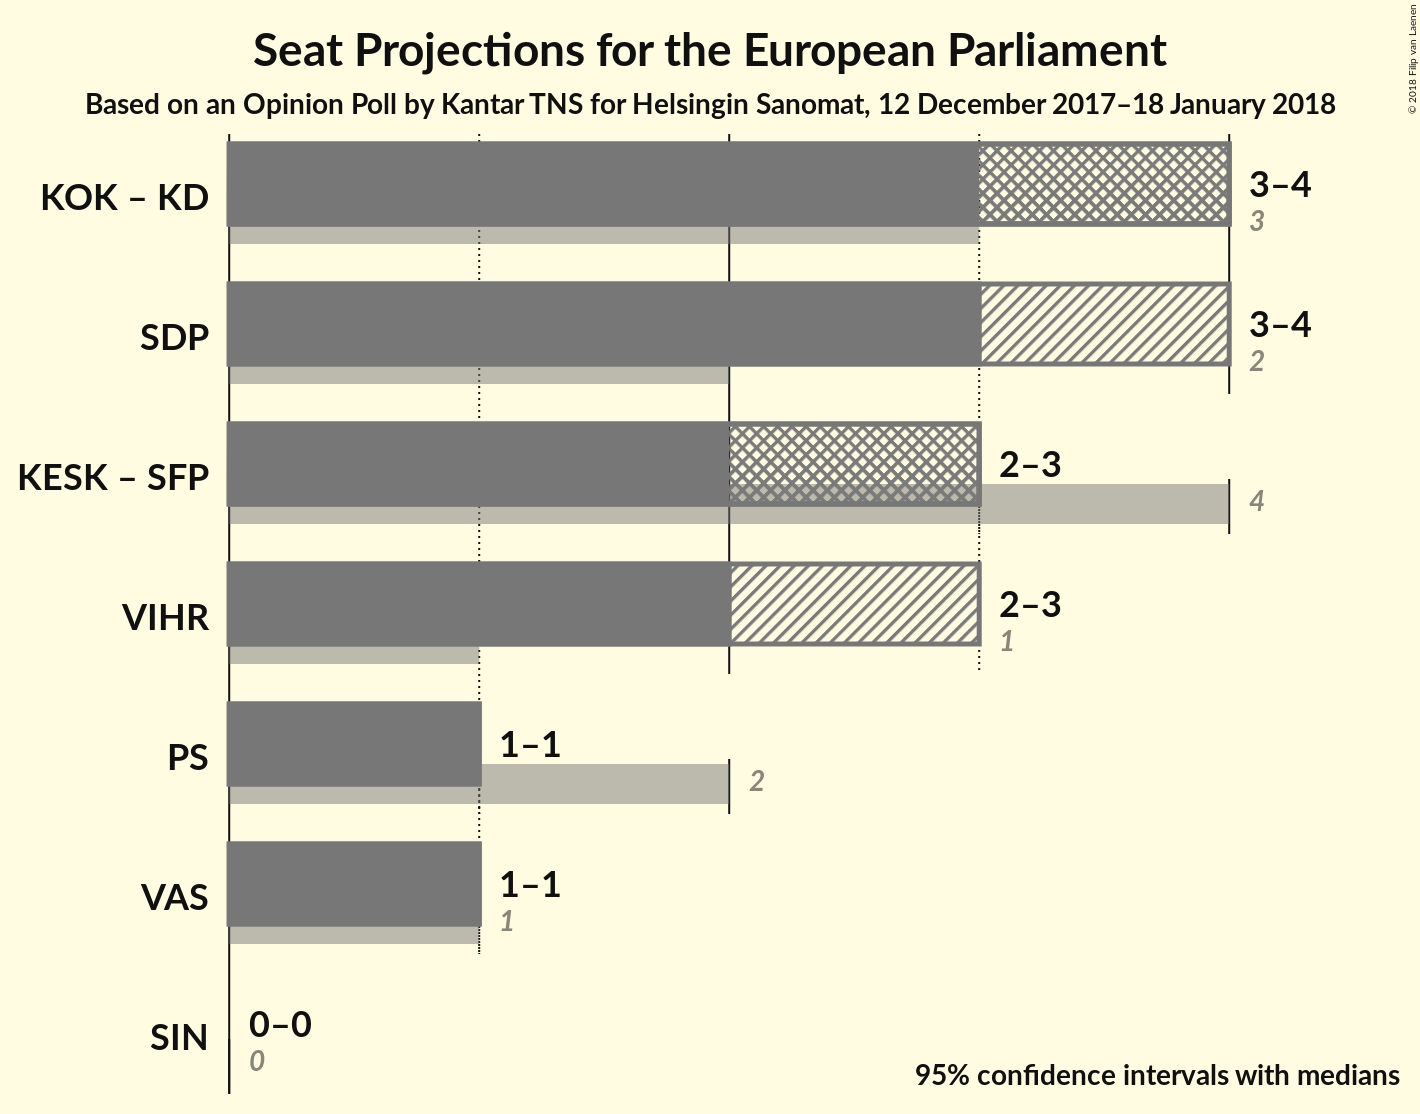 Seat Projections for the European Parliament
Based on an Opinion Poll by Kantar TNS for Helsingin Sanomat, 12 December 2017–18 January 2018
© 2018 Filip van Laenen
KOK – KD
3–4
3
SDP
3–4
2
KESK – SFP
2–3
4
VIHR
2–3
1
PS
1–1
2
VAS
1–1
1
SIN
0–0
0
95% confidence intervals with medians